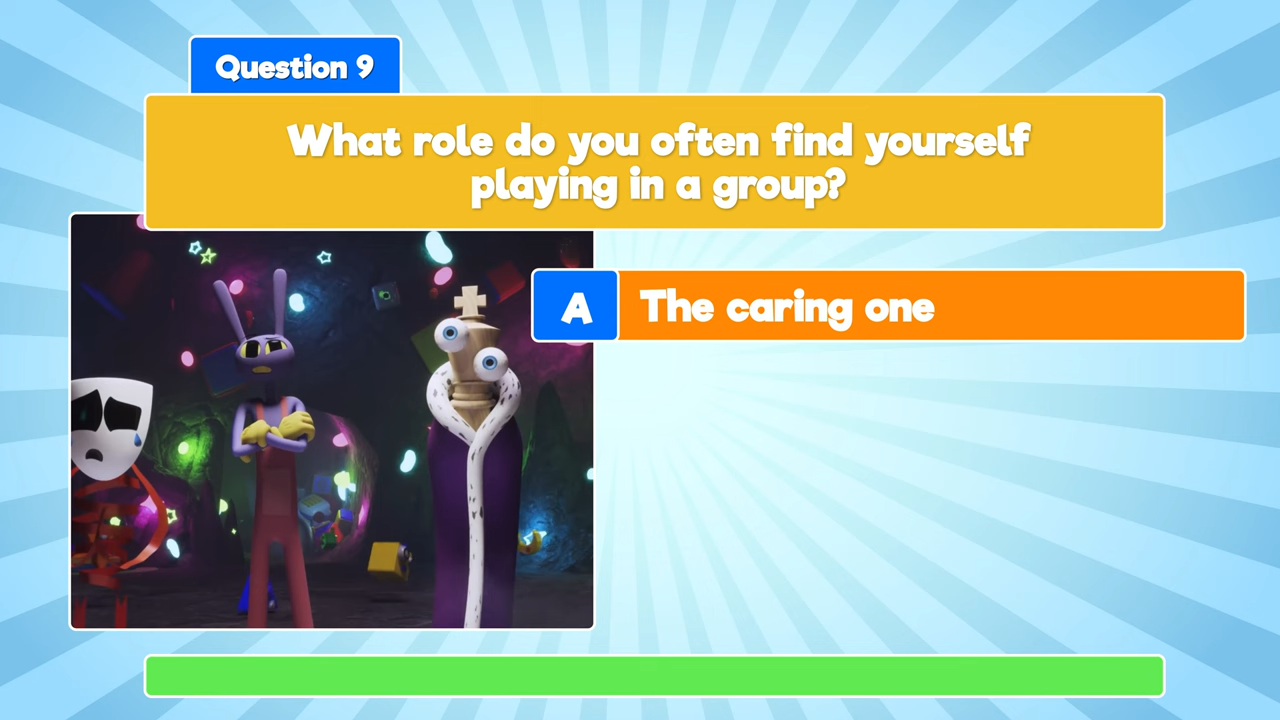 Question 9
What role do you often find yourself
playing in a group?
A
The caring one